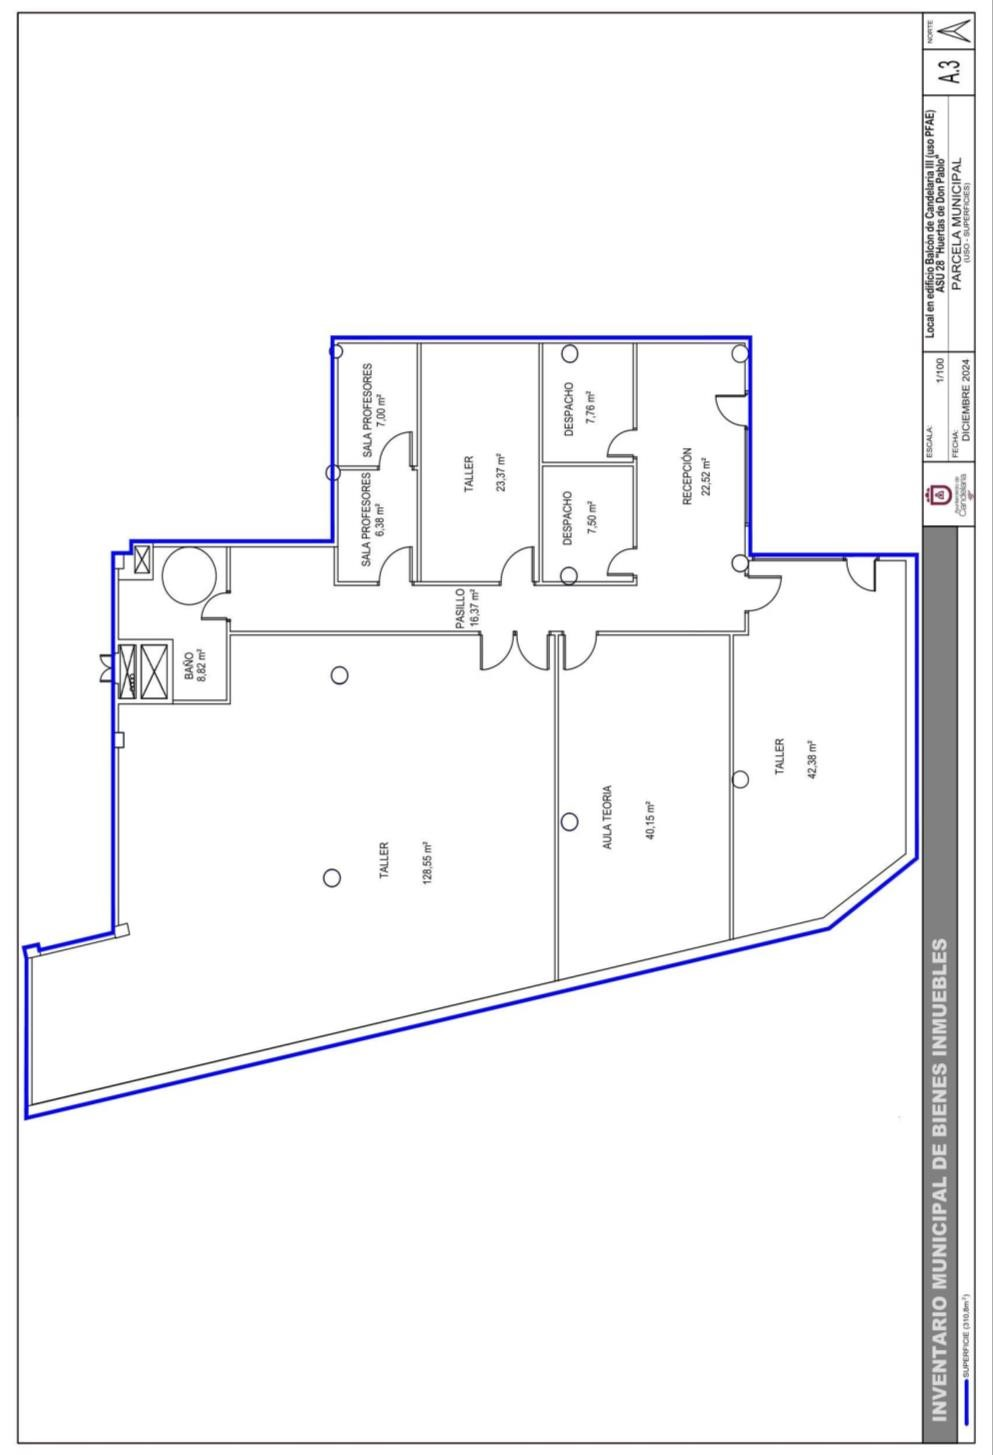 SALA PROFESORES
7,00 m²
SALA PROFESORES
6,38 m²
TALLER
23,37 m²
DESPACHO
7,76 m²
DESPACHO
7,50 m²
RECEPCIÓN
22,52 m²
PASILLO
16,37 m²
BAÑO
8,82 m²
TALLER
128,55 m²
AULA TEORIA
40,15 m²
TALLER
42,38 m²
INVENTARIO MUNICIPAL DE BIENES INMUEBLES
SUPERFICIE (310,8m²)
Ayuntamiento de
Candelaria
ESCALA:
1/100
FECHA:
DICIEMBRE 2024
Local en edificio Balcón de Candelaria III (uso PFAE)
ASU 28 "Huertas de Don Pablo"
PARCELA MUNICIPAL
(USO - SUPERFICIES)
A.3
NORTE